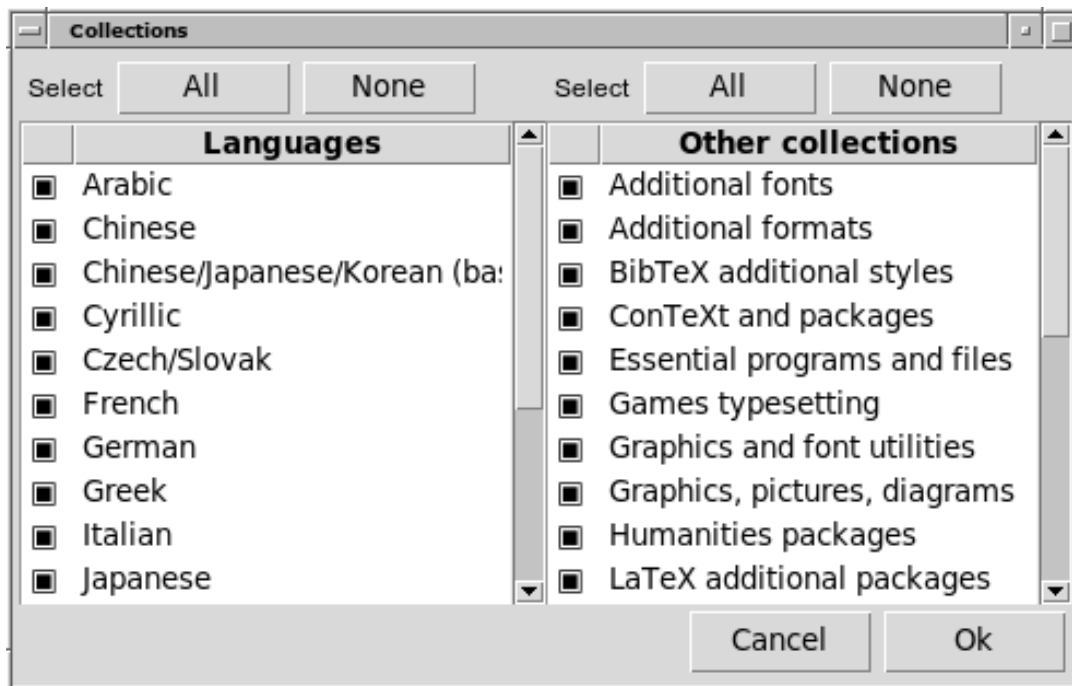 Collections
Select All None
Select All None
Languages
Arabic
Chinese
Chinese/Japanese/Korean (bas
Cyrillic
Czech/Slovak
French
German
Greek
Italian
Japanese
Other collections
Additional fonts
Additional formats
BibTeX additional styles
ConTeXt and packages
Essential programs and files
Games typesetting
Graphics and font utilities
Graphics, pictures, diagrams
Humanities packages
LaTeX additional packages
Cancel Ok